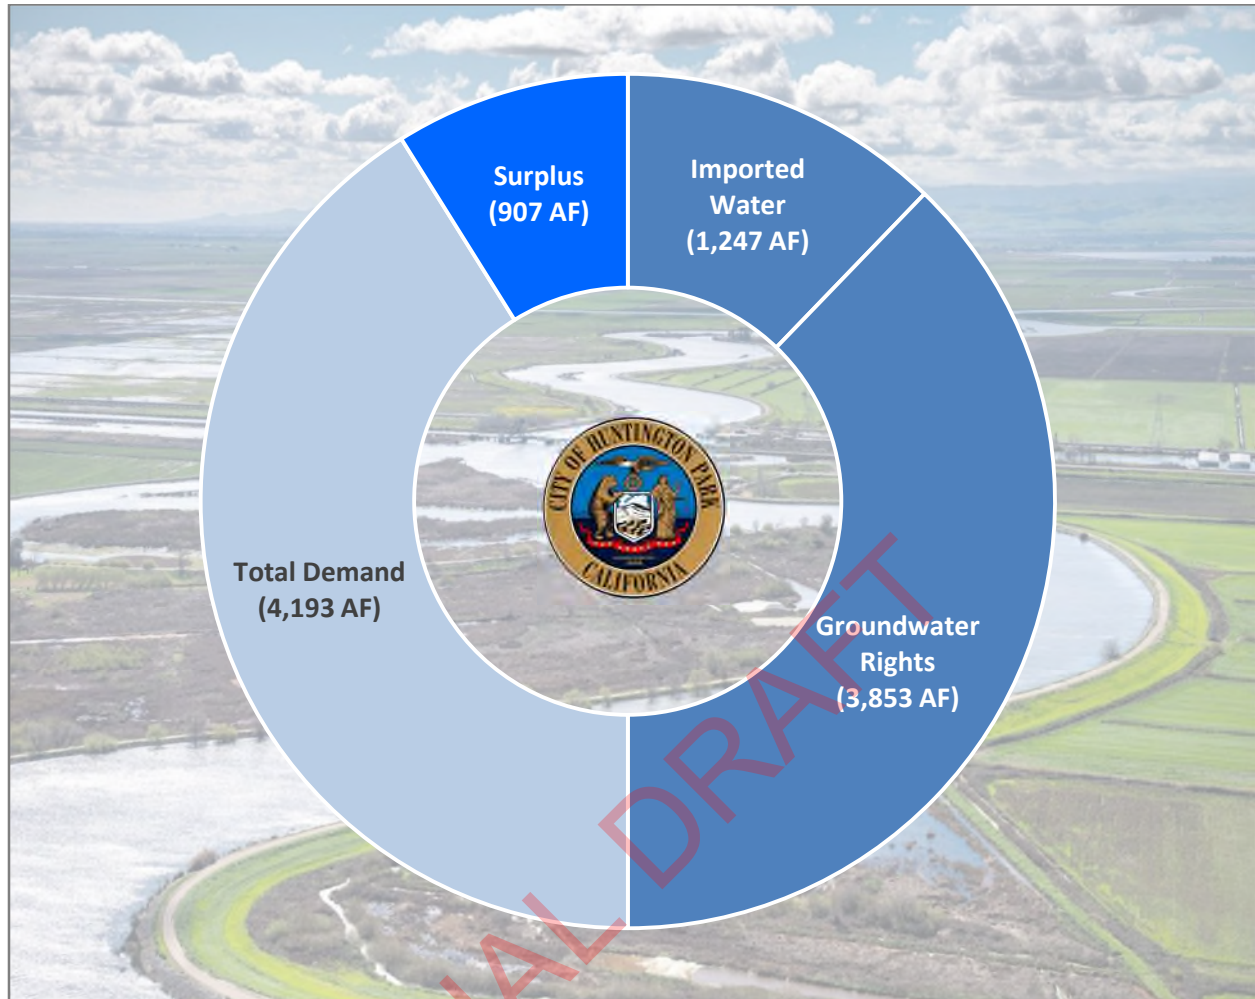 Surplus
(907 AF)
Imported
Water
(1,247 AF)
CITY OF HUNTINGTON PARK
CALIFORNIA
Total Demand
(4,193 AF)
Groundwater
Rights
(3,853 AF)
DRAFT